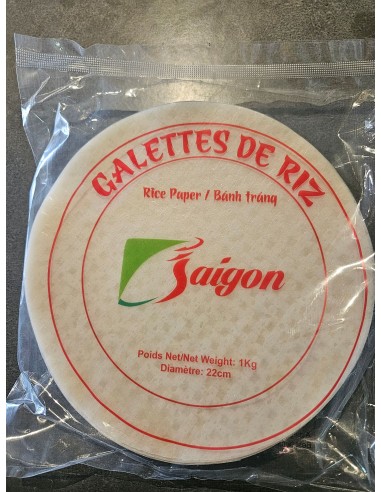 GALETTES DE RIZ
Rice Paper / Bánh tráng
Saigon
Poids Net/Net Weight: 1Kg
Diamètre: 22cm